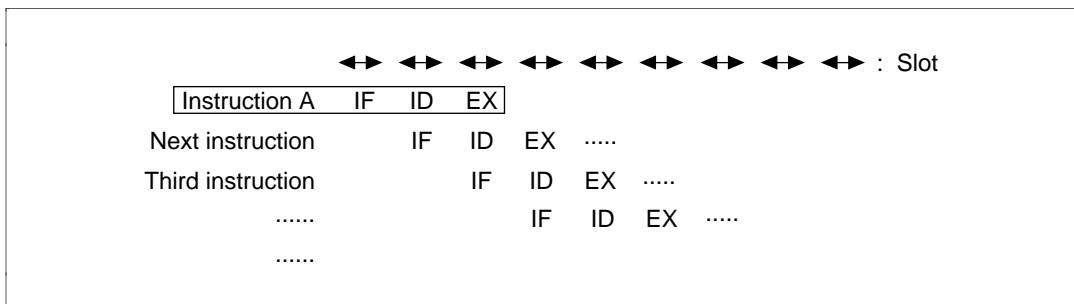 : Slot
Instruction A IF ID EX
Next instruction IF ID EX .....
Third instruction IF ID EX .....
...... IF ID EX .....
......